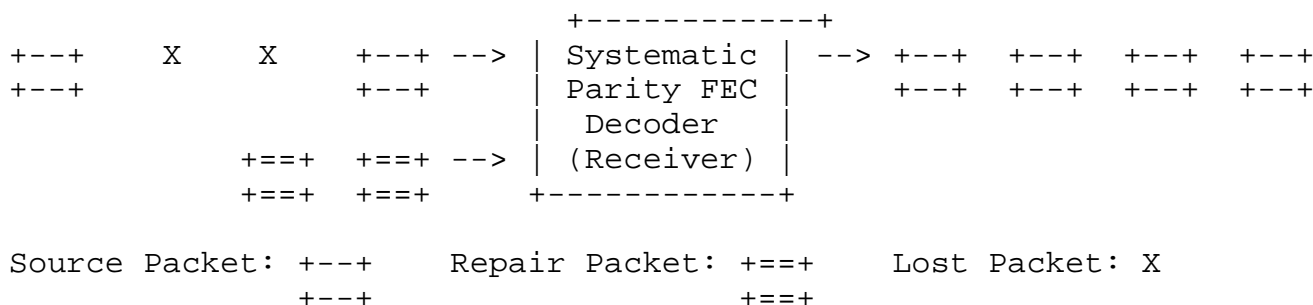 +------------+
+--+    X    X    +--+ -->  | Systematic | --> +--+  +--+  +--+  +--+
+--+              +--+      | Parity FEC |     +--+  +--+  +--+  +--+
                            |  Decoder   |
            +==+  +==+ -->  | (Receiver) |
            +==+  +==+      +------------+
Source Packet: +--+    Repair Packet: +==+    Lost Packet: X
               +--+                   +==+